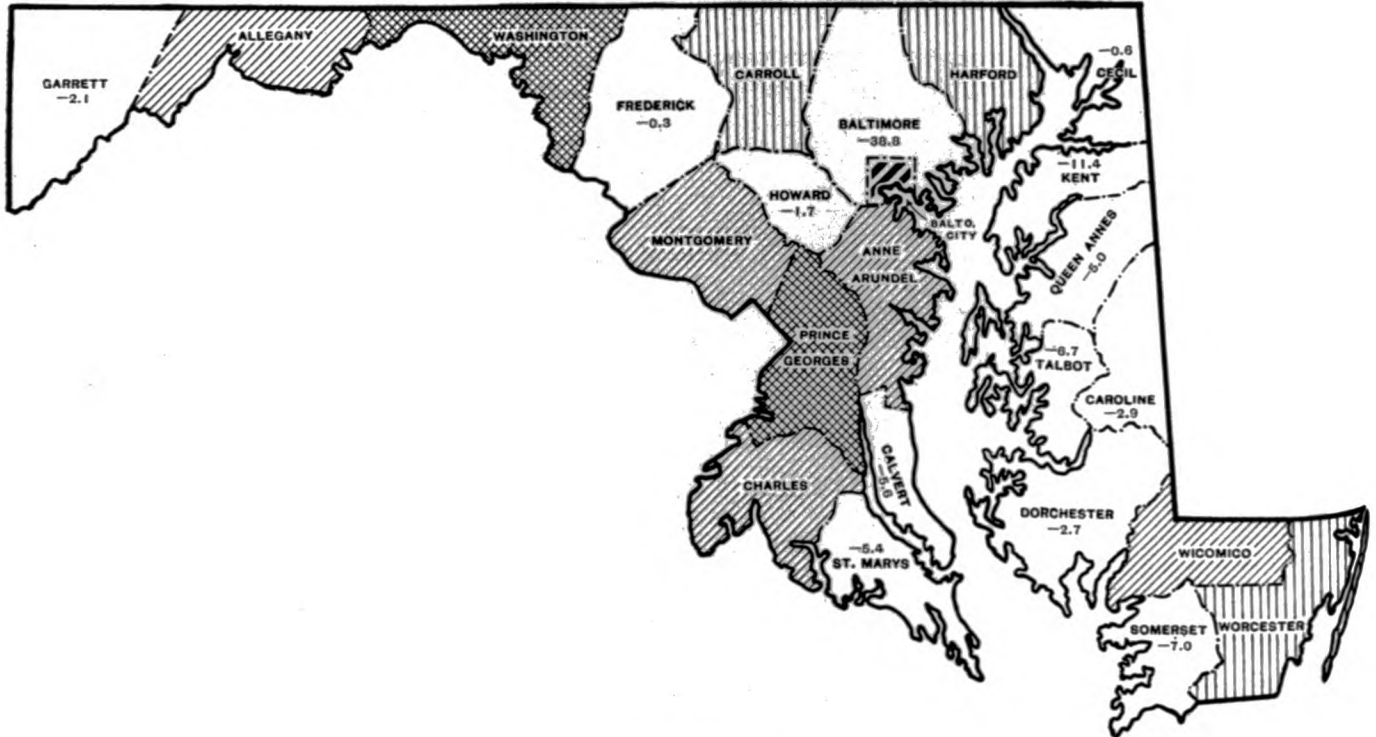 GARRETT
−2.1
ALLEGANY
WASHINGTON
FREDERICK
−0.3
CARROLL
BALTIMORE
−38.8
HARFORD
−0.6
CECIL
−11.4
KENT
HOWARD
−1.7
BALTO.
CITY
MONTGOMERY
ANNE
ARUNDEL
QUEEN ANNES
−5.0
PRINCE
GEORGES
−6.7
TALBOT
CAROLINE
−2.9
CALVERT
−5.6
CHARLES
DORCHESTER
−2.7
−5.4
ST. MARYS
WICOMICO
SOMERSET
−7.0
WORCESTER